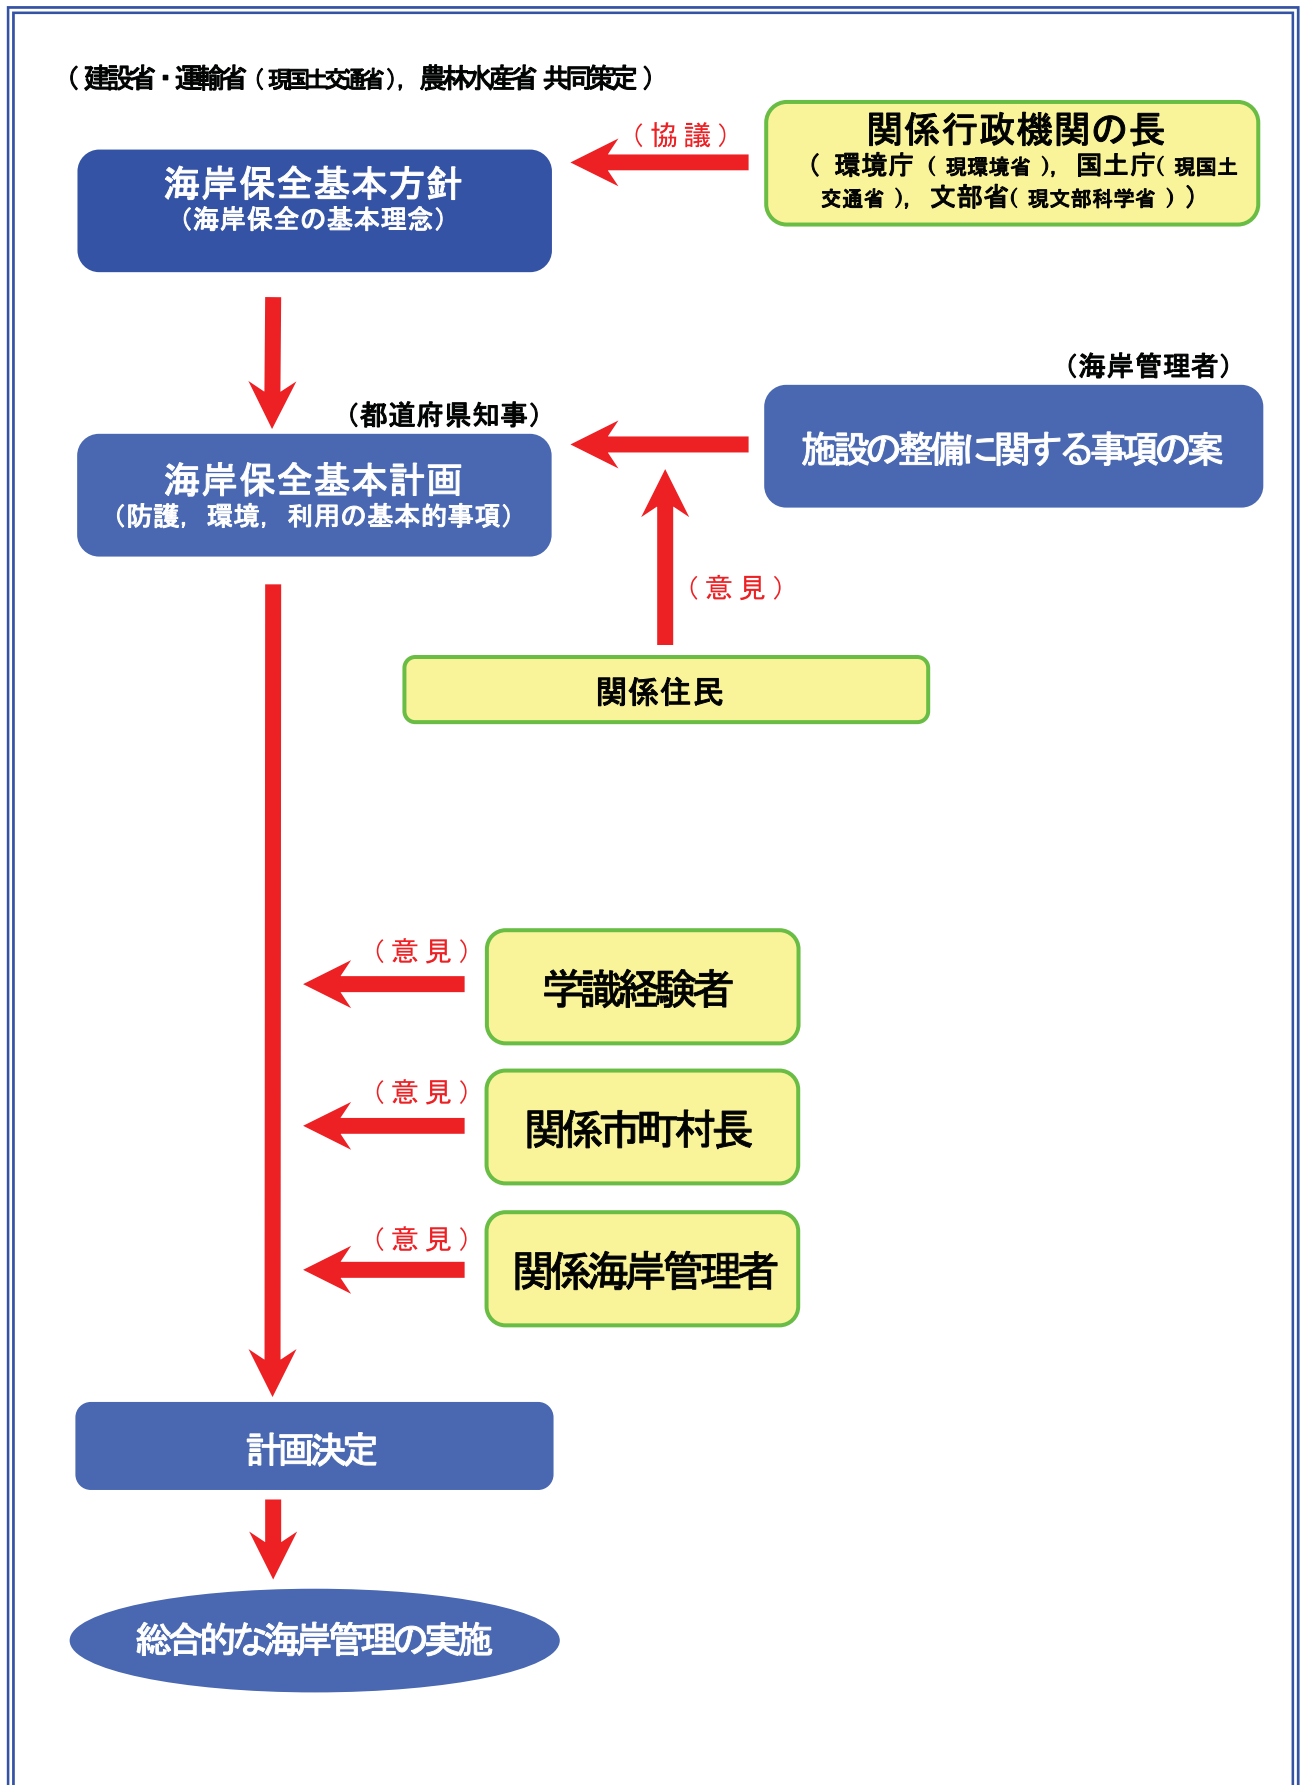 （ 建設省・運輸省（ 現国土交通省），農林水産省 共同策定 ）
（ 協 議 ）
関係行政機関の長
（ 環境庁 （ 現環境省 ），国土庁（ 現国土
交通省 ），文部省（ 現文部科学省 ））
海岸保全基本方針
（海岸保全の基本理念）
（海岸管理者）
（都道府県知事）
施設の整備に関する事項の案
海岸保全基本計画
（防護，環境，利用の基本的事項）
（ 意 見 ）
関係住民
（ 意 見 ）
学識経験者
（ 意 見 ）
関係市町村長
（ 意 見 ）
関係海岸管理者
計画決定
総合的な海岸管理の実施